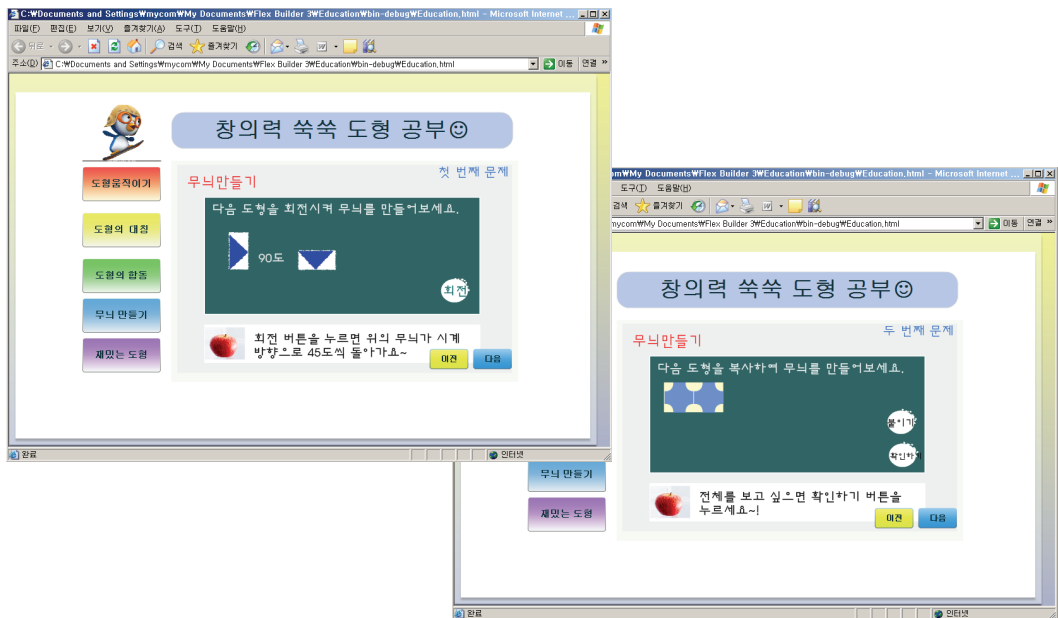 C:₩Documents and Settings₩mycom₩My Documents₩Flex Builder 3₩Education₩bin-debug₩Education.html - Microsoft Internet ...
파일(F) 편집(E) 보기(V) 즐겨찾기(A) 도구(T) 도움말(H)
뒤로 검색 즐겨찾기
주소(D) C:₩Documents and Settings₩mycom₩My Documents₩Flex Builder 3₩Education₩bin-debug₩Education.html 이동 연결 »
창의력 쑥쑥 도형 공부☺
첫 번째 문제
무늬만들기
도형움직이기
도형의 대칭
도형의 합동
무늬 만들기
재밌는 도형
다음 도형을 회전시켜 무늬를 만들어보세요.
90도
회전
회전 버튼을 누르면 위의 무늬가 시계
방향으로 45도씩 돌아가요~
이전 다음
완료 인터넷
om₩My Documents₩Flex Builder 3₩Education₩bin-debug₩Education.html - Microsoft Internet ...
도구(T) 도움말(H)
검색 즐겨찾기
mycom₩My Documents₩Flex Builder 3₩Education₩bin-debug₩Education.html 이동 연결 »
창의력 쑥쑥 도형 공부☺
두 번째 문제
무늬만들기
다음 도형을 복사하여 무늬를 만들어보세요.
붙이기
확인하기
무늬 만들기
재밌는 도형
전체를 보고 싶으면 확인하기 버튼을
누르세요~!
이전 다음
완료 인터넷